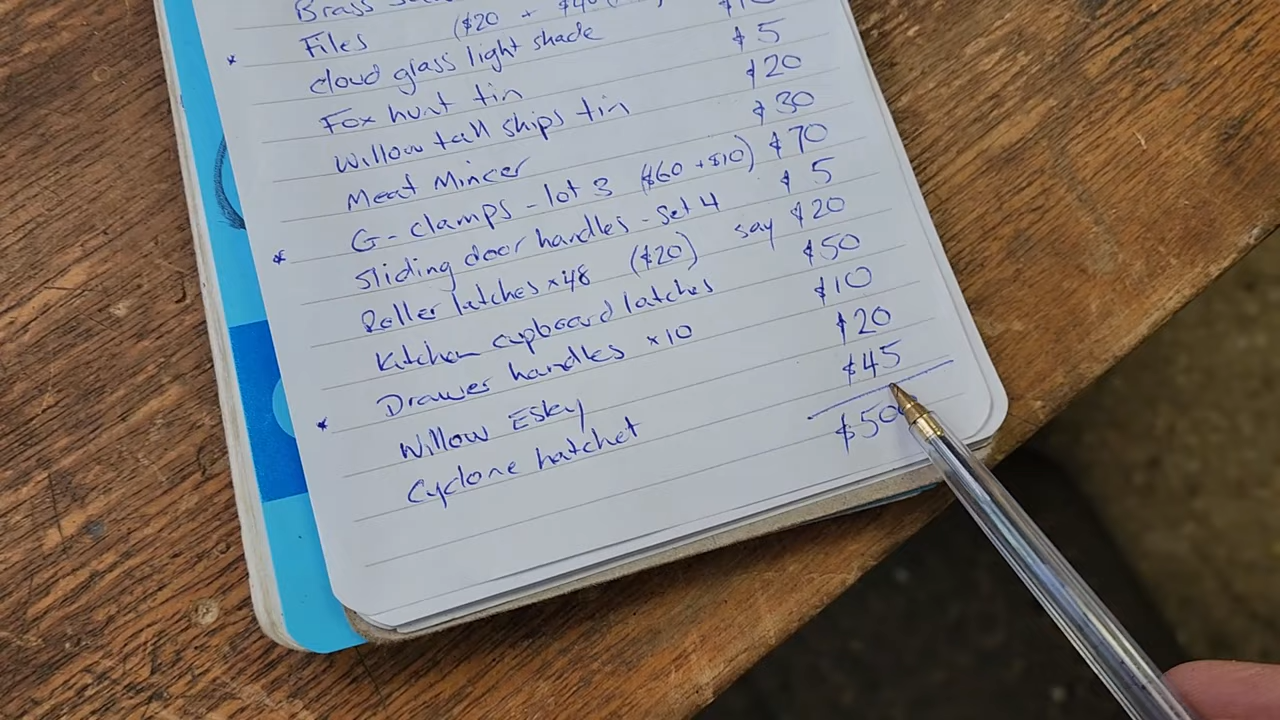 Brass
* Files ($20 + $40
cloud glass light shade
Fox hunt tin $5
Willow tall ships tin $20
Meat Mincer $30
G-clamps - lot 3 ($60 + $10) $70
* Sliding door handles - set 4 $5
Roller latches x48 ($20) say $20
Kitchen cupboard latches $50
Drawer handles x10 $10
* Willow Esky $20
Cyclone hatchet $45